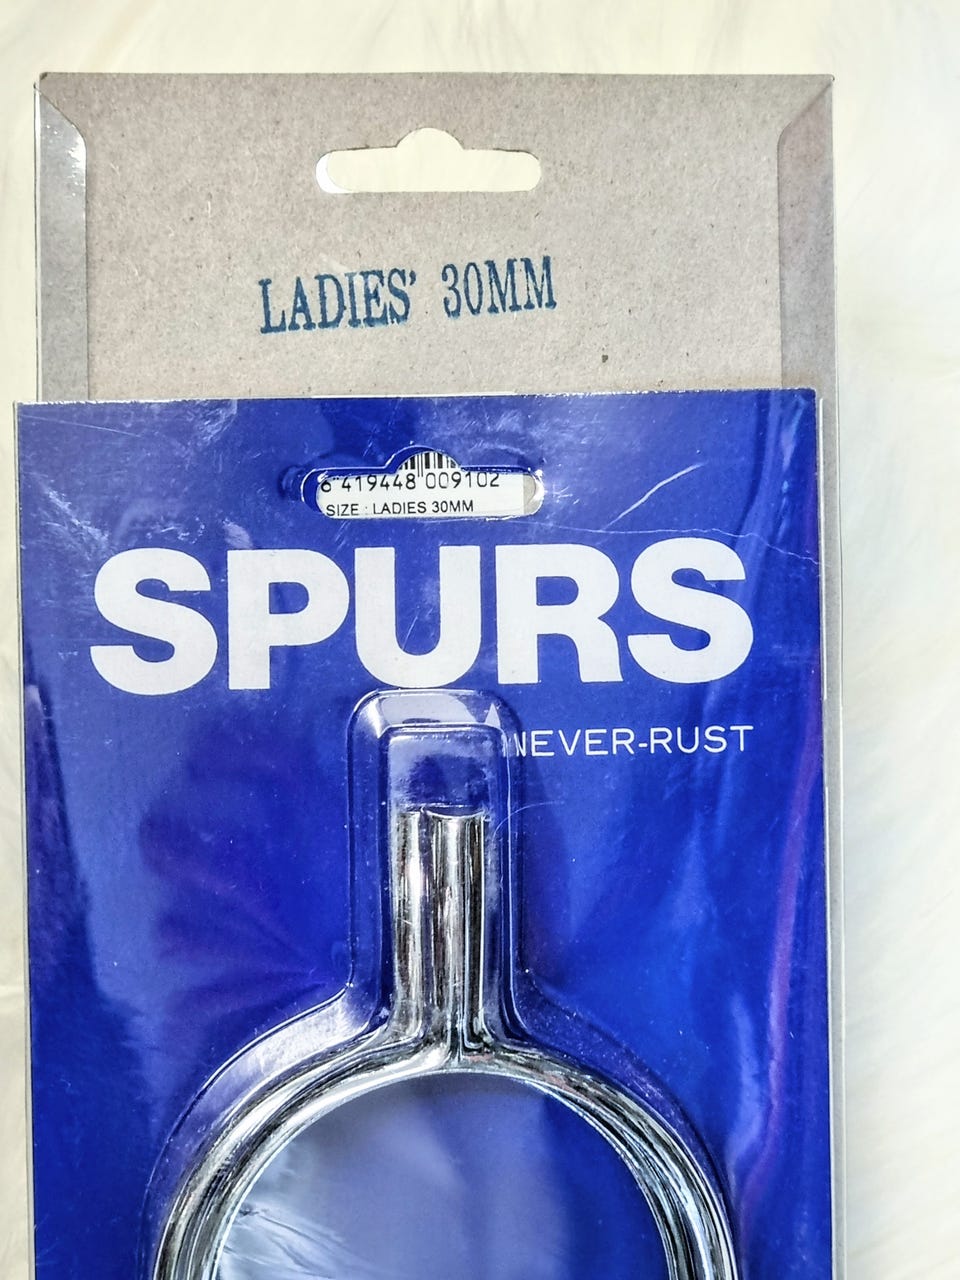 LADIES' 30MM
6 419448 009102
SIZE : LADIES 30MM
SPURS
NEVER-RUST